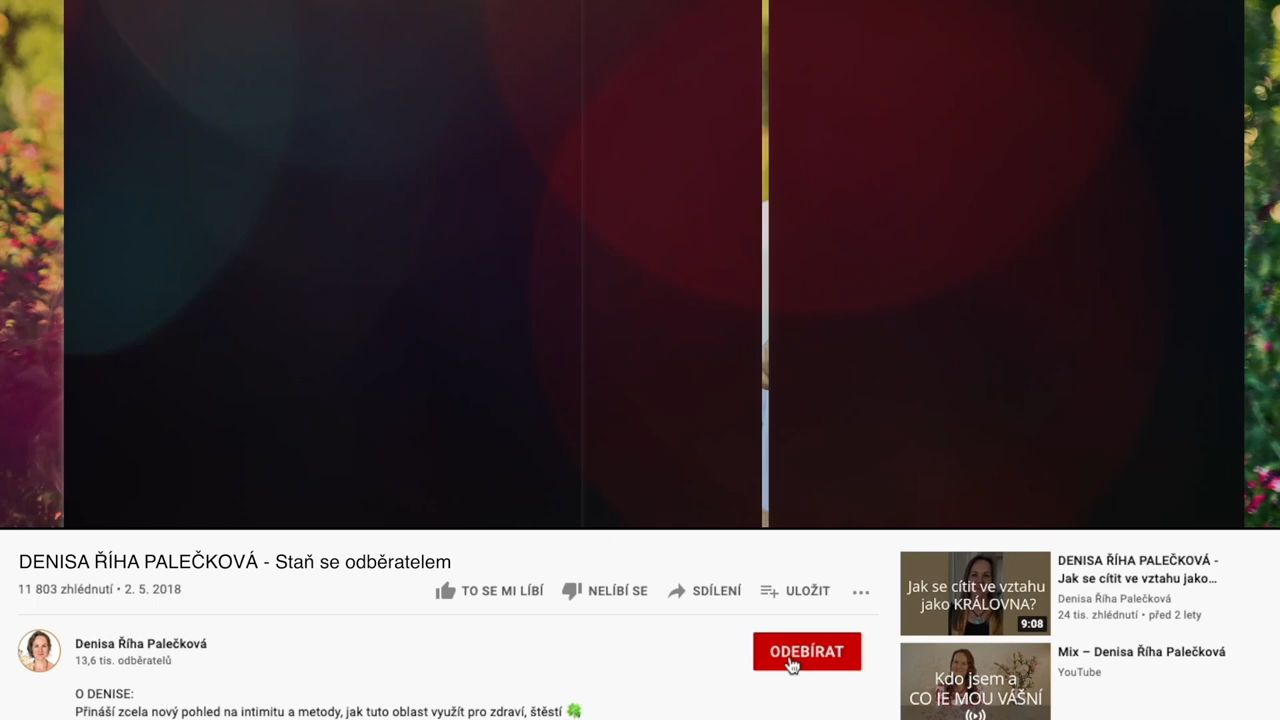 DENISA ŘÍHA PALEČKOVÁ - Staň se odběratelem
11 803 zhlédnutí • 2. 5. 2018
TO SE MI LÍBÍ
NELÍBÍ SE
SDÍLENÍ
ULOŽIT
Denisa Říha Palečková
13,6 tis. odběratelů
ODEBÍRAT
O DENISE:
Přináší zcela nový pohled na intimitu a metody, jak tuto oblast využít pro zdraví, štěstí 🍀
Jak se cítit ve vztahu
jako KRÁLOVNA?
9:08
DENISA ŘÍHA PALEČKOVÁ -
Jak se cítit ve vztahu jako...
Denisa Říha Palečková
24 tis. zhlédnutí • před 2 lety
Kdo jsem a
CO JE MOU VÁŠNÍ
Mix – Denisa Říha Palečková
YouTube